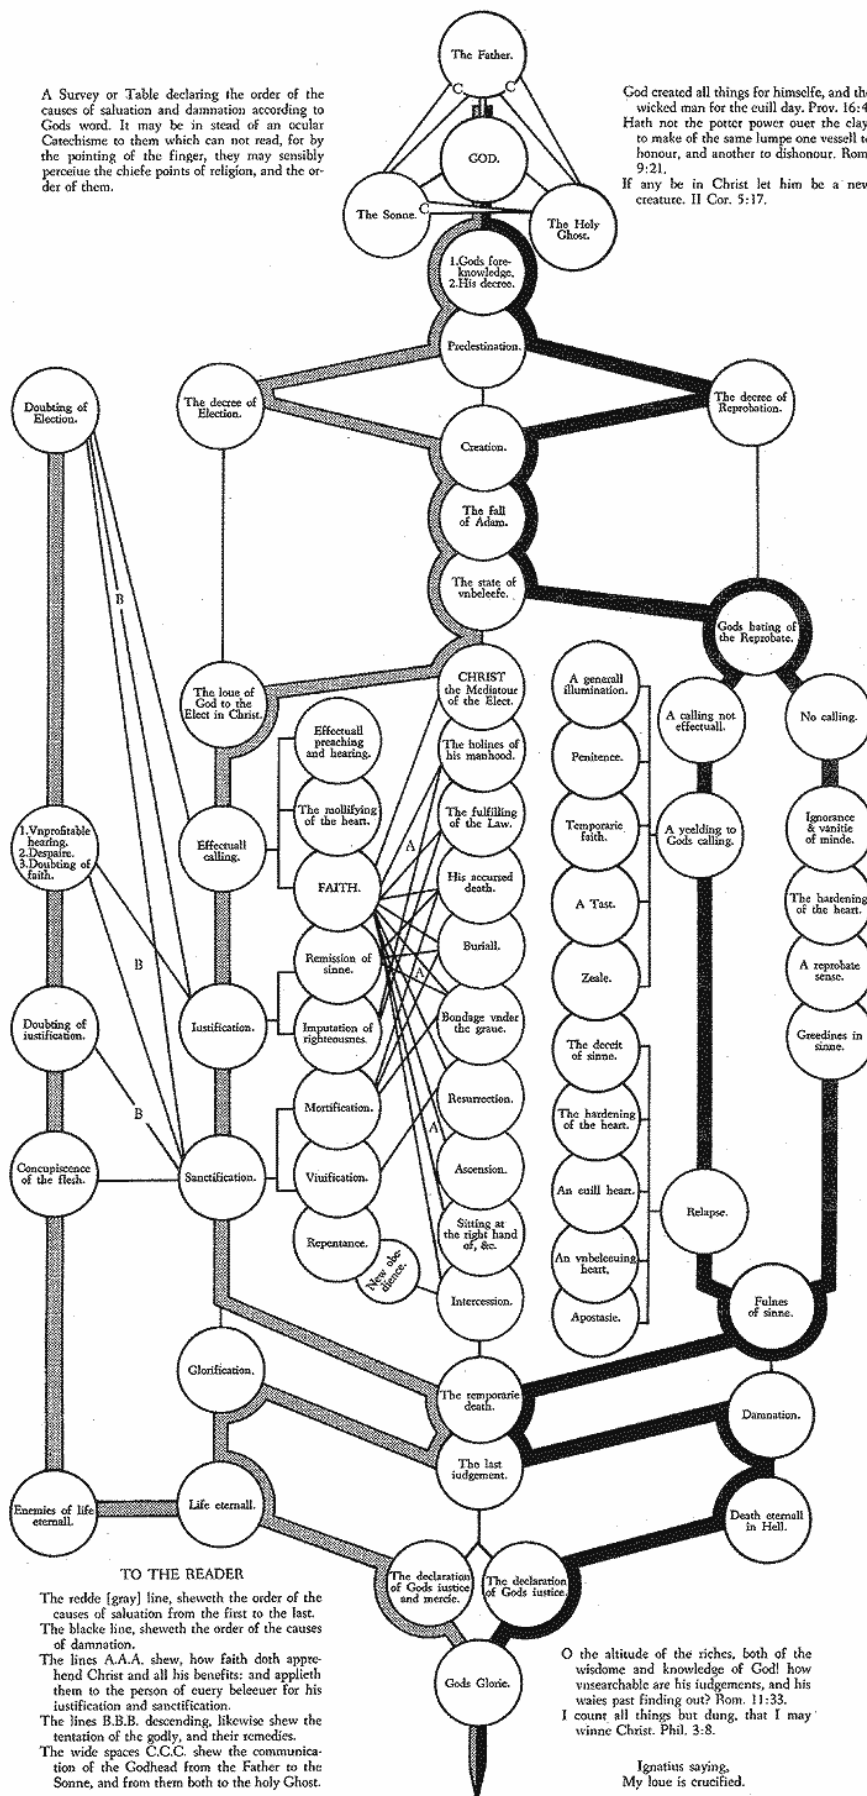 The Father.
A Survey or Table declaring the order of the
causes of saluation and damnation according to
Gods word. It may be in stead of an ocular
Catechisme to them which can not read, for by
the pointing of the finger, they may sensibly
perceiue the chiefe points of religion, and the or-
der of them.
God created all things for himselfe, and the
wicked man for the euill day. Prov. 16:4
Hath not the potter power ouer the clay
to make of the same lumpe one vessell to
honour, and another to dishonour. Rom
9:21.
If any be in Christ let him be a new
creature. II Cor. 5:17.
C
C
GOD.
The Sonne.
C
The Holy
Ghost.
1.Gods fore-
knowledge.
2.His decree.
Predestination.
Doubting of
Election.
The decree of
Election.
The decree of
Reprobation.
Creation.
The fall
of Adam.
The state of
vnbeleefe.
B
Gods hating of
the Reprobate.
The loue of
God to the
Elect in Christ.
CHRIST
the Mediatour
of the Elect.
A generall
illumination.
A calling not
effectuall.
No calling.
Effectuall
preaching
and hearing.
The holines of
his manhood.
Penitence.
The mollifying
of the heart.
The fulfilling
of the Law.
Temporarie
faith.
A yeelding to
Gods calling.
Ignorance
& vanitie
of minde.
1.Vnprofitable
hearing.
2.Despaire.
3.Doubting of
faith.
Effectuall
calling.
A
FAITH.
His accursed
death.
A Tast.
The hardening
of the heart.
B
Remission of
sinne.
A
Buriall.
Zeale.
A reprobate
sense.
Doubting of
iustification.
Iustification.
Imputation of
righteousnes.
Bondage vnder
the graue.
The deceit
of sinne.
Greedines in
sinne.
B
Mortification.
A
Resurrection.
The hardening
of the heart.
Concupiscence
of the flesh.
Sanctification.
Viuification.
Ascension.
An euill heart.
Relapse.
Repentance.
New obe-
dience.
Sitting at
the right hand
of, &c.
An vnbeleeuing
heart.
Intercession.
Apostasie.
Fulnes
of sinne.
Glorification.
The temporarie
death.
Damnation.
The last
iudgement.
Enemies of life
eternall.
Life eternall.
Death eternall
in Hell.
The declaration
of Gods iustice
and mercie.
The declaration
of Gods iustice.
Gods Glorie.
TO THE READER
The redde [gray] line, sheweth the order of the
causes of saluation from the first to the last.
The blacke line, sheweth the order of the causes
of damnation.
The lines A.A.A. shew, how faith doth appre-
hend Christ and all his benefits: and applieth
them to the person of euery beleeuer for his
iustification and sanctification.
The lines B.B.B. descending, likewise shew the
tentation of the godly, and their remedies.
The wide spaces C.C.C. shew the communica-
tion of the Godhead from the Father to the
Sonne, and from them both to the holy Ghost.
O the altitude of the riches, both of the
wisdome and knowledge of God! how
vnsearchable are his iudgements, and his
waies past finding out? Rom. 11:33.
I count all things but dung, that I may
winne Christ. Phil. 3:8.
Ignatius saying,
My loue is crucified.